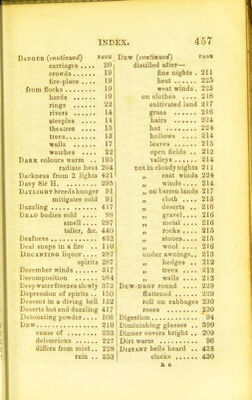 INDEX. 457
DANGER (continued) PAGE
carriages .... 20
crowds ........ 19
fire-place .... 19
from flocks ........ 19
herds ........ 19
rings ........ 22
rivers ........ 14
steeples ...... 14
theatres ...... 15
trees .......... 13
walls .......... 17
watches ...... 22
DARK colours warm .. 195
radiate heat 204
Darkness from 2 lights 421
Davy Sir H. ........ 295
DAYLIGHT breeds hunger 91
mitigates cold 91
Dazzling .......... 417
DEAD bodies cold .... 98
smell .... 297
taller, &c. 440
Deafness .......... 432
Deal snaps in a fire .. 110
DECANTING liquor .... 287
spirits 287
December winds .... 317
Decomposition ...... 284
Deep water freezes slowly 372
Depression of spirits .. 150
Descent in a diving bell 152
Deserts hot and dazzling 417
Detonating powder.... 106
DEW .............. 210
cause of ........ 233
deleterious ...... 227
differs from mist.. 228
rain .. 233
DEW (continued) PAGE
distilled after—
fine nights . 211
heat ...... 225
west winds . 225
on clothes .... 218
cultivated land 217
grass ...... 216
hairs ...... 224
hat ........ 224
hollows .... 214
leaves ...... 215
open fields .. 212
valleys ...... 214
not in cloudy nights 211
„ east winds 224
„ winds .... 214
„ on barren lands 217
„ cloth .... 215
„ deserts .. 216
„ gravel.... 216
„ metal .... 216
„ rocks .... 215
„ stones.... 215
„ wool .... 216
under awnings.. 213
„ hedges .. 212
„ trees .... 212
„ walls .... 212
DEW-DROP round .... 229
flattened .. 229
roll on cabbages 230
roses ...... 230
Digestion .......... 94
Diminishing glasses .. 399
Dinner covers bright .. 209
Dirt warm .......... 96
DISTANT bells heard .. 428
clocks ...... 430
R R